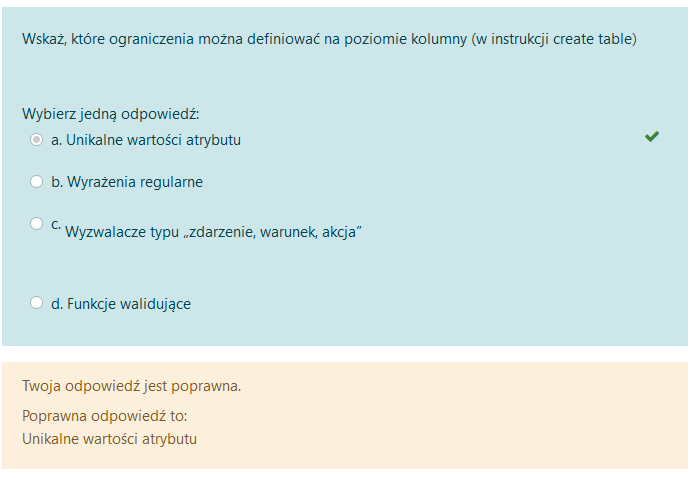 Wskaż, które ograniczenia można definiować na poziomie kolumny (w instrukcji create table)
Wybierz jedną odpowiedź:
a. Unikalne wartości atrybutu
b. Wyrażenia regularne
c. Wyzwalacze typu „zdarzenie, warunek, akcja”
d. Funkcje walidujące
Twoja odpowiedź jest poprawna.
Poprawna odpowiedź to:
Unikalne wartości atrybutu